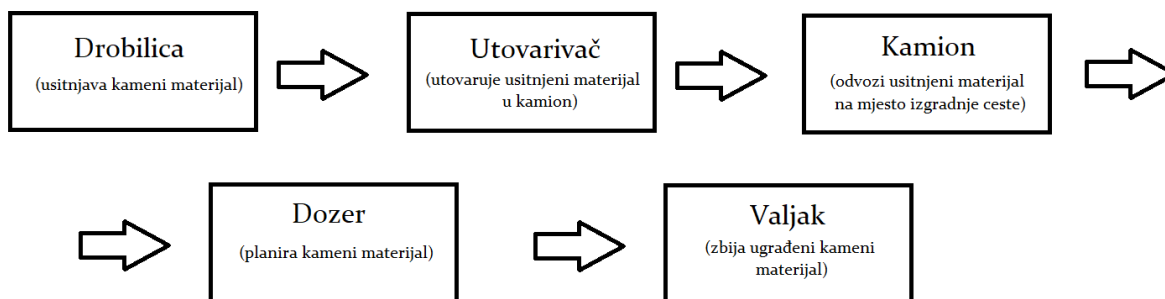 Drobilica
(usitnjava kameni materijal)
Utovarivač
(utovaruje usitnjeni materijal
u kamion)
Kamion
(odvozi usitnjeni materijal
na mjesto izgradnje ceste)
Dozer
(planira kameni materijal)
Valjak
(zbija ugrađeni kameni
materijal)